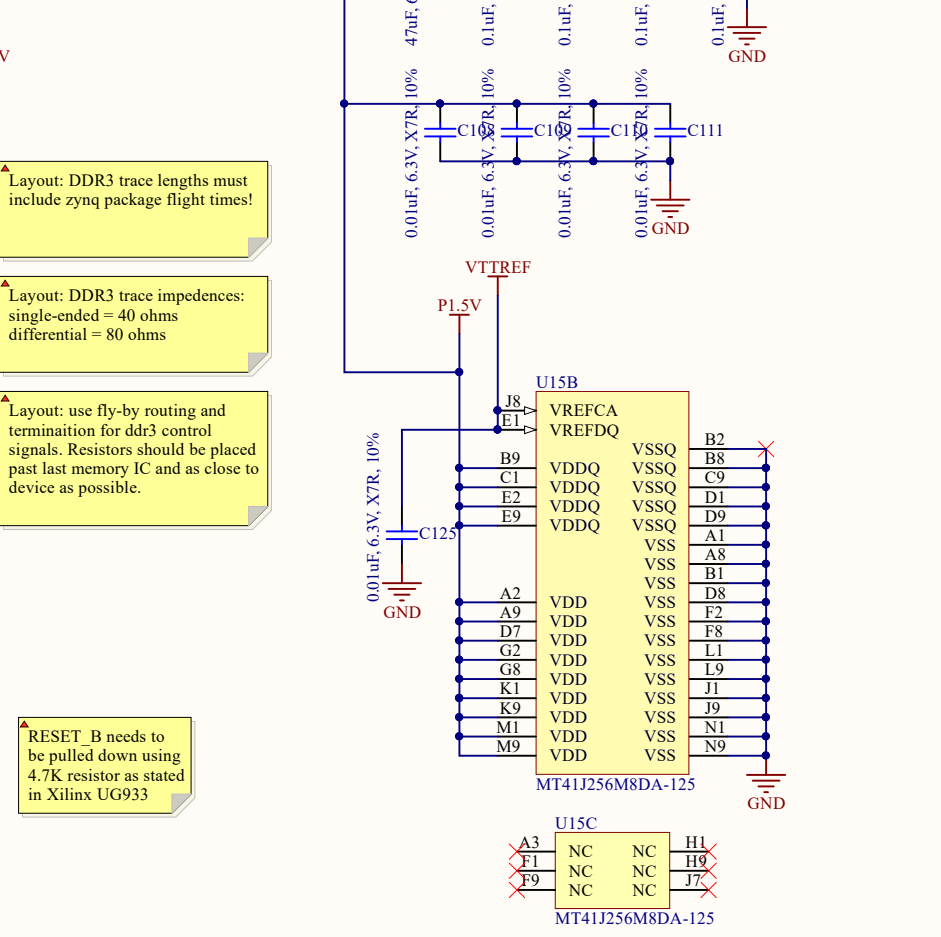 47uF, 6
0.1uF,
0.1uF,
0.1uF,
0.1uF,
GND
V
0.01uF, 6.3V, X7R, 10%
C108
0.01uF, 6.3V, X7R, 10%
C109
0.01uF, 6.3V, X7R, 10%
C110
0.01uF, 6.3V, X7R, 10%
C111
GND
Layout: DDR3 trace lengths must
include zynq package flight times!
Layout: DDR3 trace impedences:
single-ended = 40 ohms
differential = 80 ohms
Layout: use fly-by routing and
terminaition for ddr3 control
signals. Resistors should be placed
past last memory IC and as close to
device as possible.
RESET_B needs to
be pulled down using
4.7K resistor as stated
in Xilinx UG933
VTTREF
P1.5V
0.01uF, 6.3V, X7R, 10%
C125
GND
U15B
J8 VREFCA
E1 VREFDQ
VSSQ B2
B9 VDDQ VSSQ B8
C1 VDDQ VSSQ C9
E2 VDDQ VSSQ D1
E9 VDDQ VSSQ D9
VSS A1
VSS A8
VSS B1
A2 VDD VSS D8
A9 VDD VSS F2
D7 VDD VSS F8
G2 VDD VSS L1
G8 VDD VSS L9
K1 VDD VSS J1
K9 VDD VSS J9
M1 VDD VSS N1
M9 VDD VSS N9
MT41J256M8DA-125
GND
U15C
A3 NC NC H1
F1 NC NC H9
F9 NC NC J7
MT41J256M8DA-125